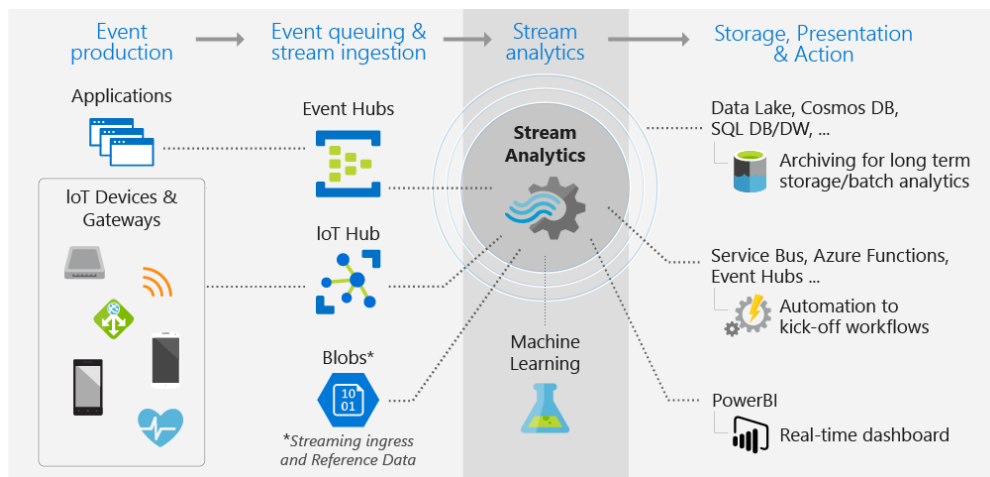 Event
production
Event queuing &
stream ingestion
Stream
analytics
Storage, Presentation
& Action
Applications
IoT Devices &
Gateways
Event Hubs
IoT Hub
Blobs*
10
01
*Streaming ingress
and Reference Data
Stream
Analytics
Machine
Learning
Data Lake, Cosmos DB,
SQL DB/DW, ...
Archiving for long term
storage/batch analytics
Service Bus, Azure Functions,
Event Hubs ...
Automation to
kick-off workflows
PowerBI
Real-time dashboard